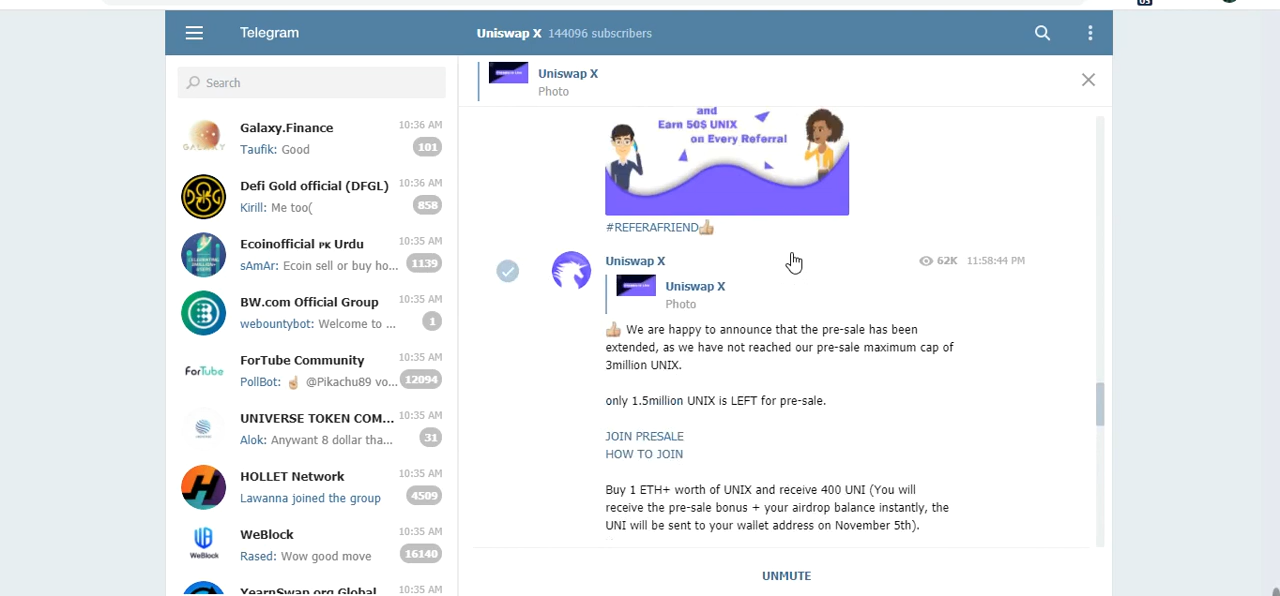 Telegram
Uniswap X 144096 subscribers
Search
Uniswap X
Photo
Galaxy.Finance 10:36 AM
Taufik: Good 101
Defi Gold official (DFGL) 10:36 AM
Kirill: Me too( 858
Ecoinofficial ᴘᴋ Urdu 10:35 AM
sAmAr: Ecoin sell or buy ho... 1139
BW.com Official Group 10:35 AM
webountybot: Welcome to ... 1
ForTube Community 10:35 AM
PollBot: ☝🏼 @Pikachu89 vo... 12094
UNIVERSE TOKEN COM... 10:35 AM
Alok: Anywant 8 dollar tha... 31
HOLLET Network 10:35 AM
Lawanna joined the group 4509
WeBlock 10:35 AM
Rased: Wow good move 16140
YearnSwap.org Global 10:35 AM
GALAXY
ForTube
WeBlock
and
Earn 50$ UNIX
on Every Referral
#REFERAFRIEND👍🏼
Uniswap X 62K 11:58:44 PM
Uniswap X
Photo
👍🏼 We are happy to announce that the pre-sale has been
extended, as we have not reached our pre-sale maximum cap of
3million UNIX.
only 1.5million UNIX is LEFT for pre-sale.
JOIN PRESALE
HOW TO JOIN
Buy 1 ETH+ worth of UNIX and receive 400 UNI (You will
receive the pre-sale bonus + your airdrop balance instantly, the
UNI will be sent to your wallet address on November 5th).
UNMUTE